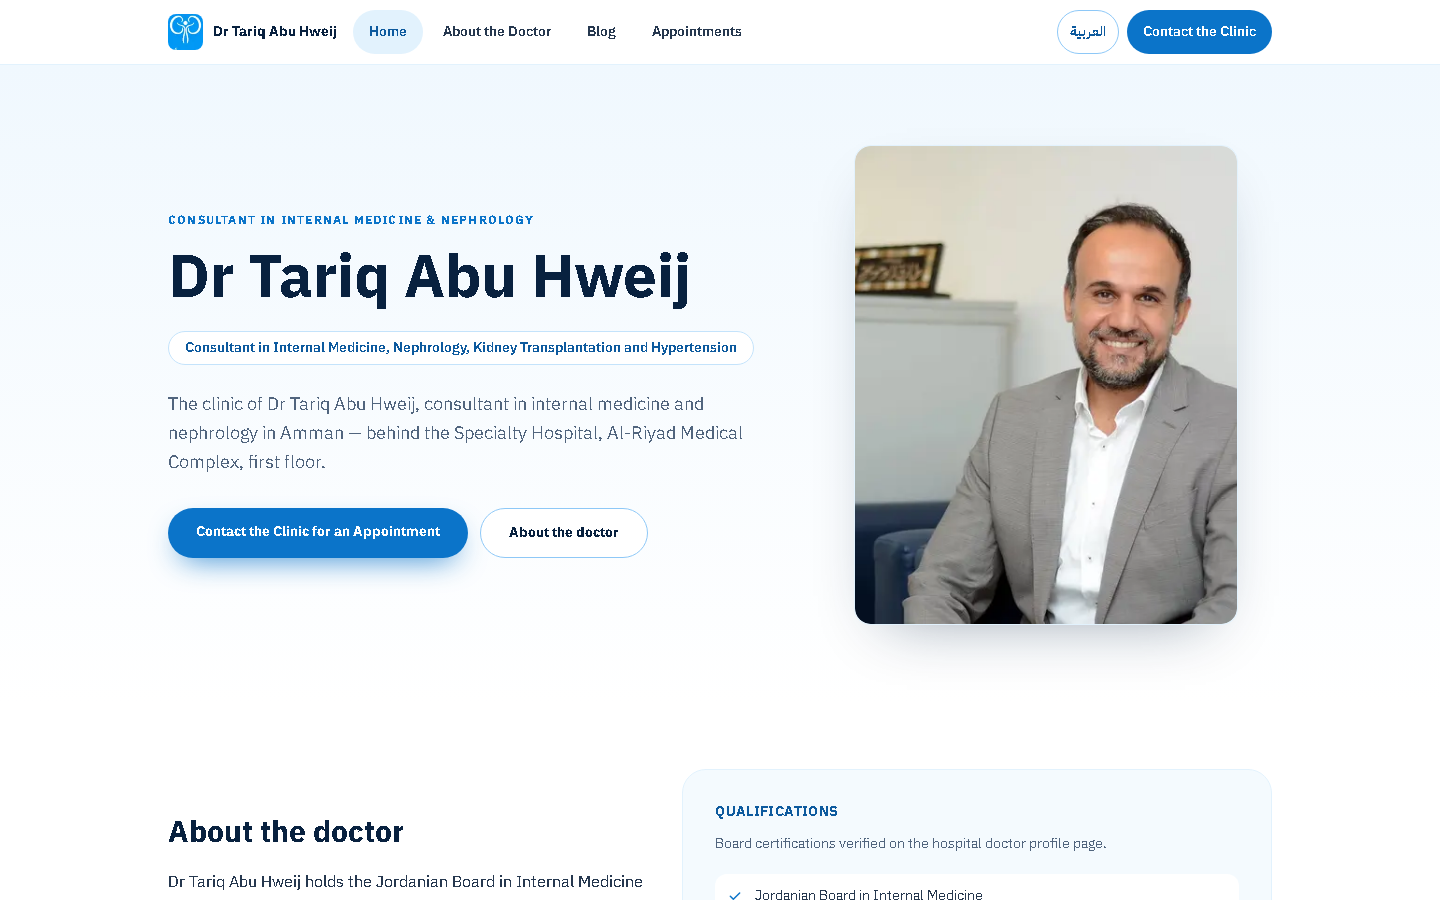 Dr Tariq Abu Hweij
Home
About the Doctor
Blog
Appointments
العربية
Contact the Clinic
CONSULTANT IN INTERNAL MEDICINE & NEPHROLOGY
Dr Tariq Abu Hweij
Consultant in Internal Medicine, Nephrology, Kidney Transplantation and Hypertension
The clinic of Dr Tariq Abu Hweij, consultant in internal medicine and
nephrology in Amman — behind the Specialty Hospital, Al-Riyad Medical
Complex, first floor.
Contact the Clinic for an Appointment
About the doctor
About the doctor
Dr Tariq Abu Hweij holds the Jordanian Board in Internal Medicine
QUALIFICATIONS
Board certifications verified on the hospital doctor profile page.
Jordanian Board in Internal Medicine